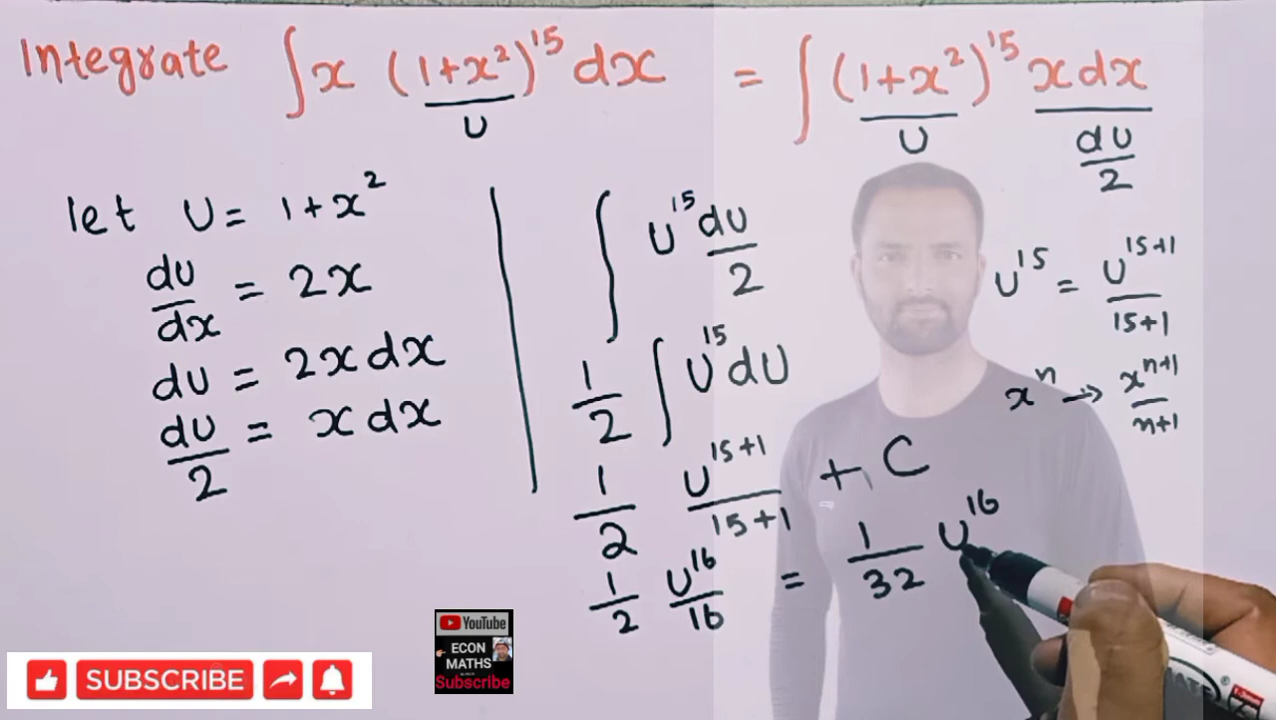 Integrate ∫x (1+x²)¹⁵ dx = ∫(1+x²)¹⁵ x dx
U
U
du/2
let U = 1+x²
du/dx = 2x
du = 2x dx
du/2 = x dx
∫ U¹⁵ du/2
1/2 ∫ U¹⁵ dU
1/2 U¹⁵⁺¹/15+1 + C
1/2 U¹⁶/16 = 1/32 U¹⁶
U¹⁵ = U¹⁵⁺¹/15+1
xⁿ → xⁿ⁺¹/n+1
SUBSCRIBE
YouTube
ECON
MATHS
Subscribe